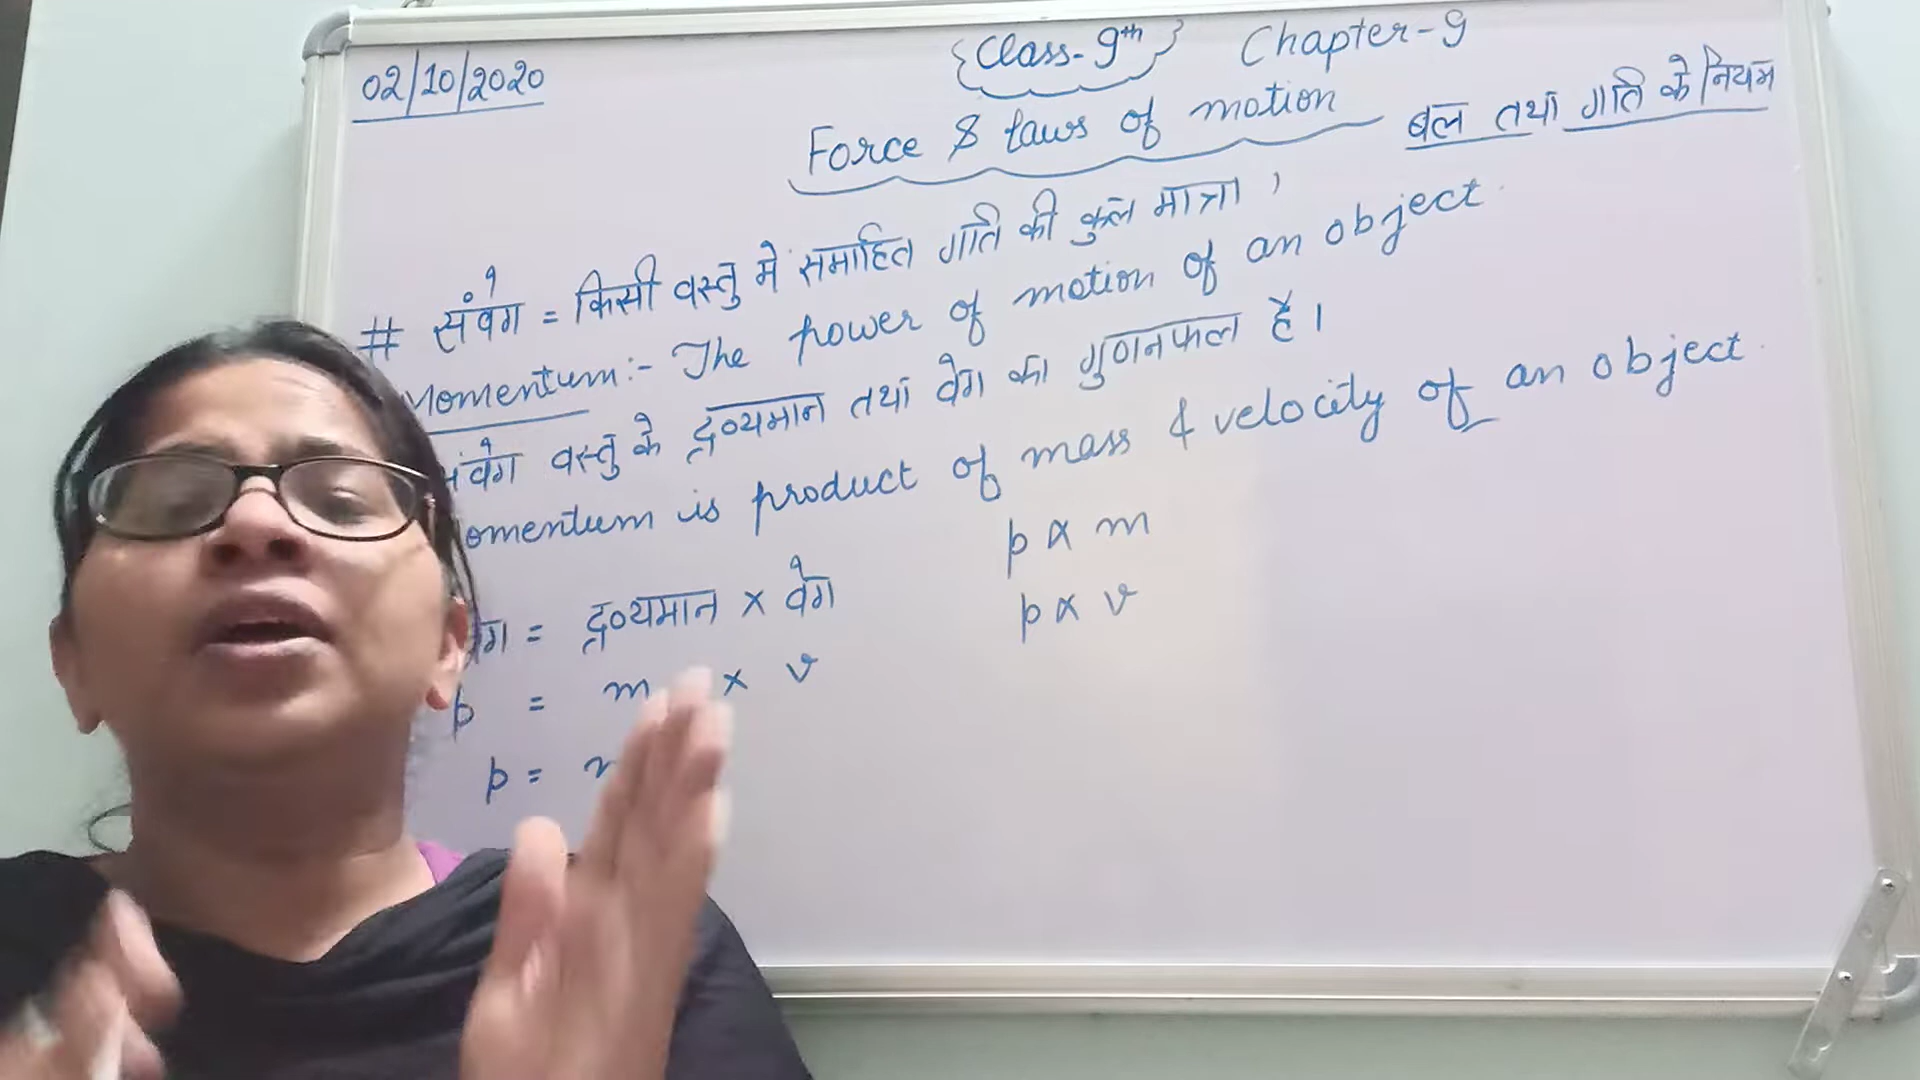 02/10/2020
{Class-9th} Chapter-9
Force & laws of motion बल तथा गति के नियम
# संवेग = किसी वस्तु मे समाहित गति की कुल मात्रा,
Momentum:- The power of motion of an object.
संवेग वस्तु के द्रव्यमान तथा वेग का गुणनफल है।
omentum is product of mass & velocity of an object.
p ∝ m
p ∝ v
ग = द्रव्यमान × वेग
p = m × v
p =